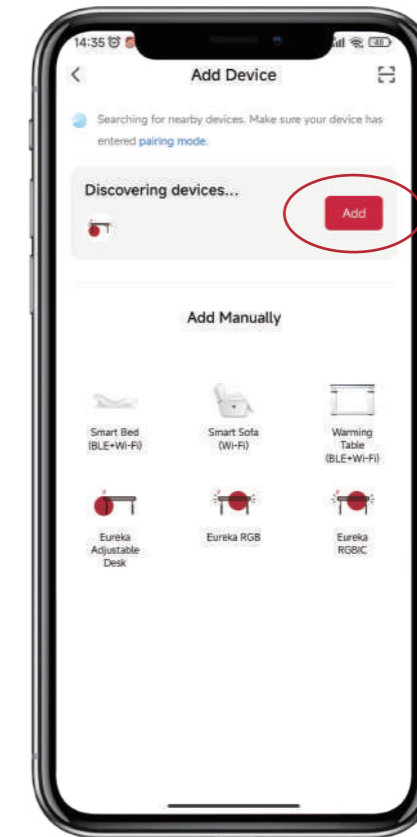 14:35
48
Add Device
Searching for nearby devices. Make sure your device has
entered pairing mode.
Discovering devices...
Add
Add Manually
Smart Bed
(BLE+Wi-Fi)
Smart Sofa
(Wi-Fi)
Warming
Table
(BLE+Wi-Fi)
Eureka
Adjustable
Desk
Eureka RGB
Eureka
RGBIC